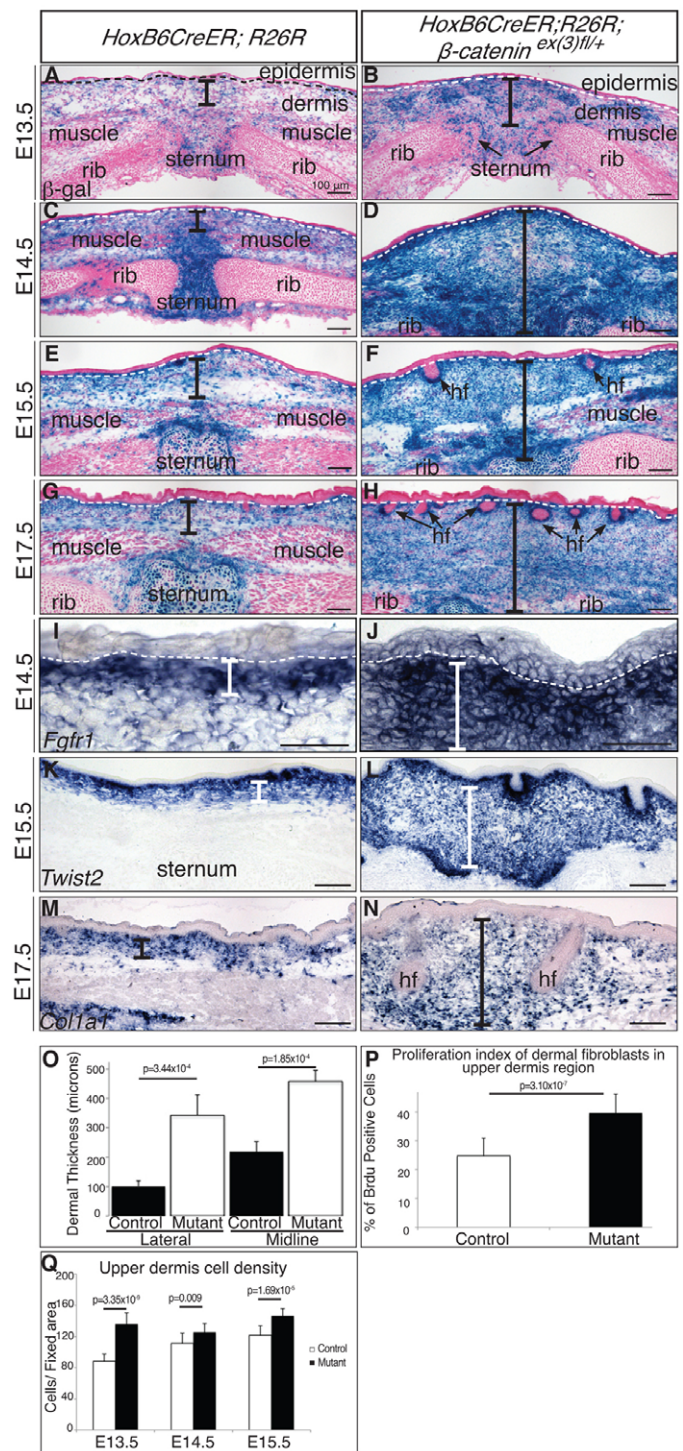 HoxB6CreER; R26R
HoxB6CreER;R26R;
β-catenin ex(3)fl/+
E13.5
A
epidermis
dermis
muscle
muscle
sternum
rib
rib
β-gal
100 µm
B
epidermis
dermis
muscle
sternum
rib
rib
E14.5
C
muscle
muscle
rib
rib
sternum
D
rib
rib
E15.5
E
muscle
muscle
sternum
F
hf
hf
muscle
rib
rib
E17.5
G
muscle
muscle
sternum
rib
H
hf
hf
rib
rib
E14.5
I
Fgfr1
J
E15.5
K
sternum
Twist2
L
E17.5
M
Col1a1
N
hf
hf
O
Dermal Thickness (microns)
500
400
300
200
100
0
p=3.44x10-4
p=1.85x10-4
Control
Mutant
Control
Mutant
Lateral
Midline
P
Proliferation index of dermal fibroblasts in
upper dermis region
p=3.10x10-7
% of Brdu Positive Cells
40
30
20
10
0
Control
Mutant
Q
Upper dermis cell density
Cells/ Fixed area
200
160
120
80
40
0
p=0.009
p=1.69x10-5
Control
Mutant
E13.5
E14.5
E15.5